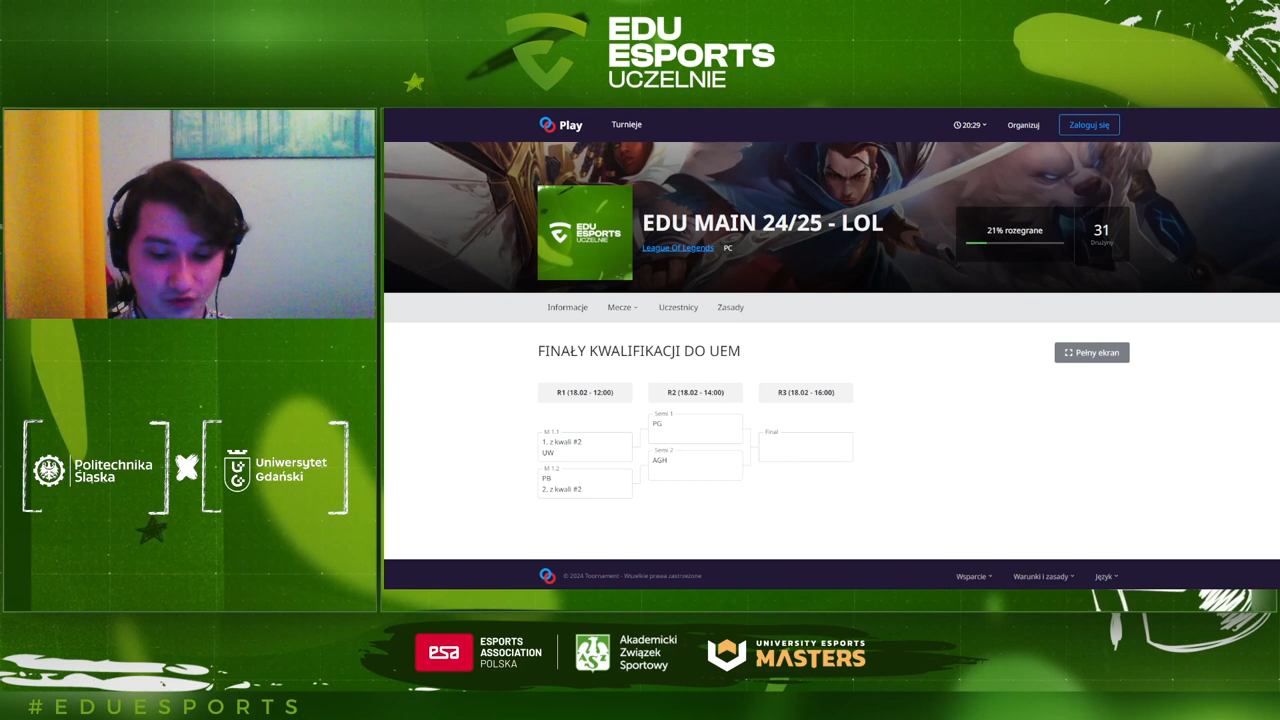 EDU
ESPORTS
UCZELNIE
Play
Turnieje
20:29
Organizuj
Zaloguj się
EDU
ESPORTS
UCZELNIE
EDU MAIN 24/25 - LOL
League Of Legends
PC
21% rozegrane
31
Drużyny
Informacje
Mecze
Uczestnicy
Zasady
FINAŁY KWALIFIKACJI DO UEM
Pełny ekran
R1 (18.02 - 12:00)
R2 (18.02 - 14:00)
R3 (18.02 - 16:00)
M 1.1
1. z kwali #2
UW
M 1.2
PB
2. z kwali #2
Semi 1
PG
Semi 2
AGH
Final
Politechnika
Śląska
Uniwersytet
Gdański
© 2024 Toornament - Wszelkie prawa zastrzeżone
Wsparcie
Warunki i zasady
Język
esa
ESPORTS
ASSOCIATION
POLSKA
AZS
Akademicki
Związek
Sportowy
UNIVERSITY ESPORTS
MASTERS
#EDUESPORTS